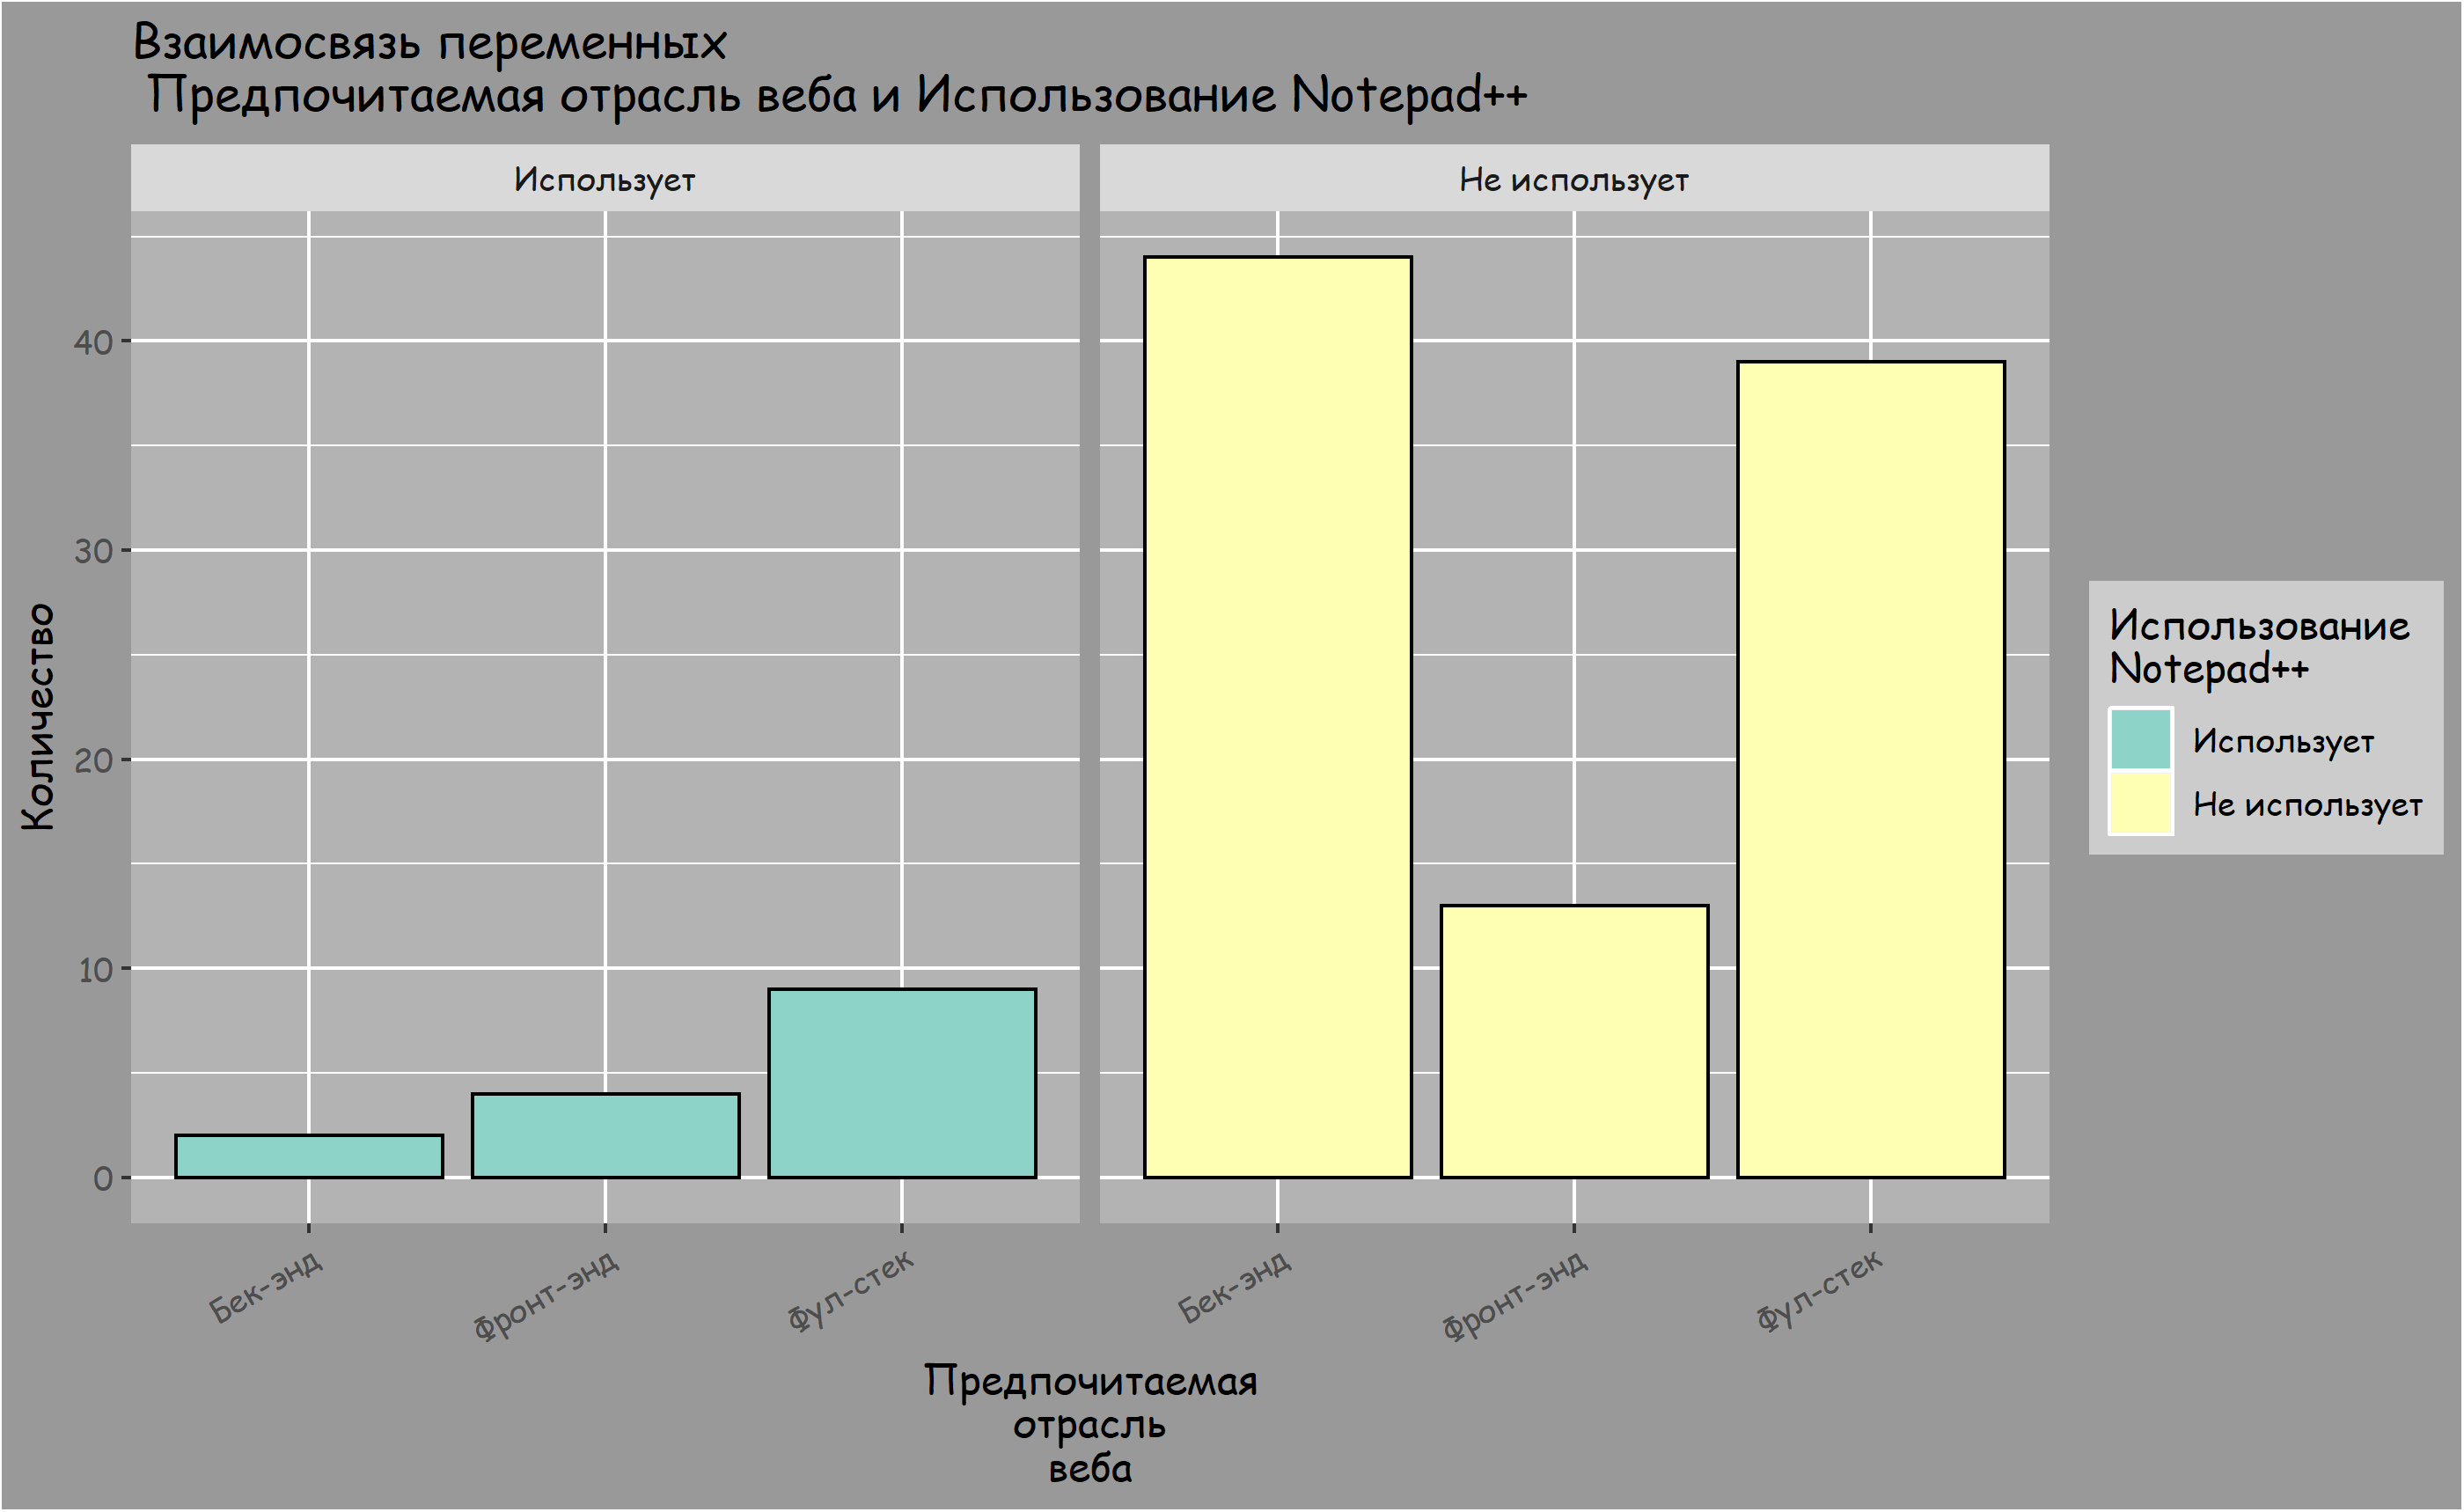 Взаимосвязь переменных
Предпочитаемая отрасль веба и Использование Notepad++
Использует
Не использует
40
30
20
10
0
Количество
Бек-энд
Фронт-энд
Фул-стек
Бек-энд
Фронт-энд
Фул-стек
Предпочитаемая
отрасль
веба
Использование
Notepad++
Использует
Не использует